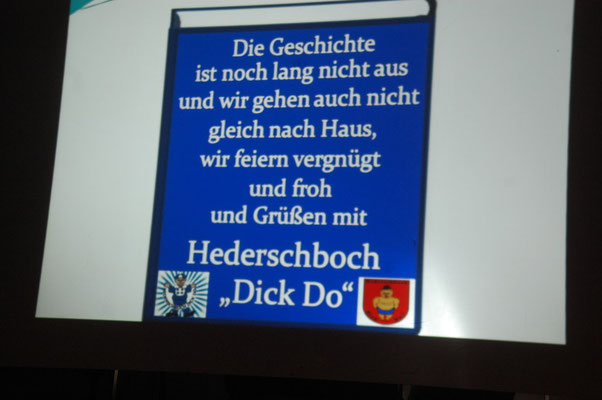 Die Geschichte
ist noch lang nicht aus
und wir gehen auch nicht
gleich nach Haus,
wir feiern vergnügt
und froh
und Grüßen mit
Hederschboch
„Dick Do“